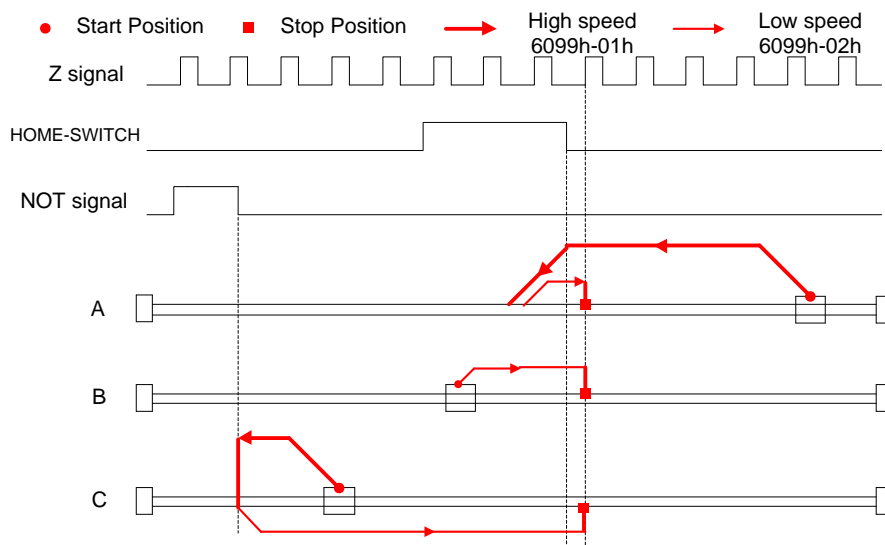 Start Position
Stop Position
High speed
6099h-01h
Low speed
6099h-02h
Z signal
HOME-SWITCH
NOT signal
A
B
C